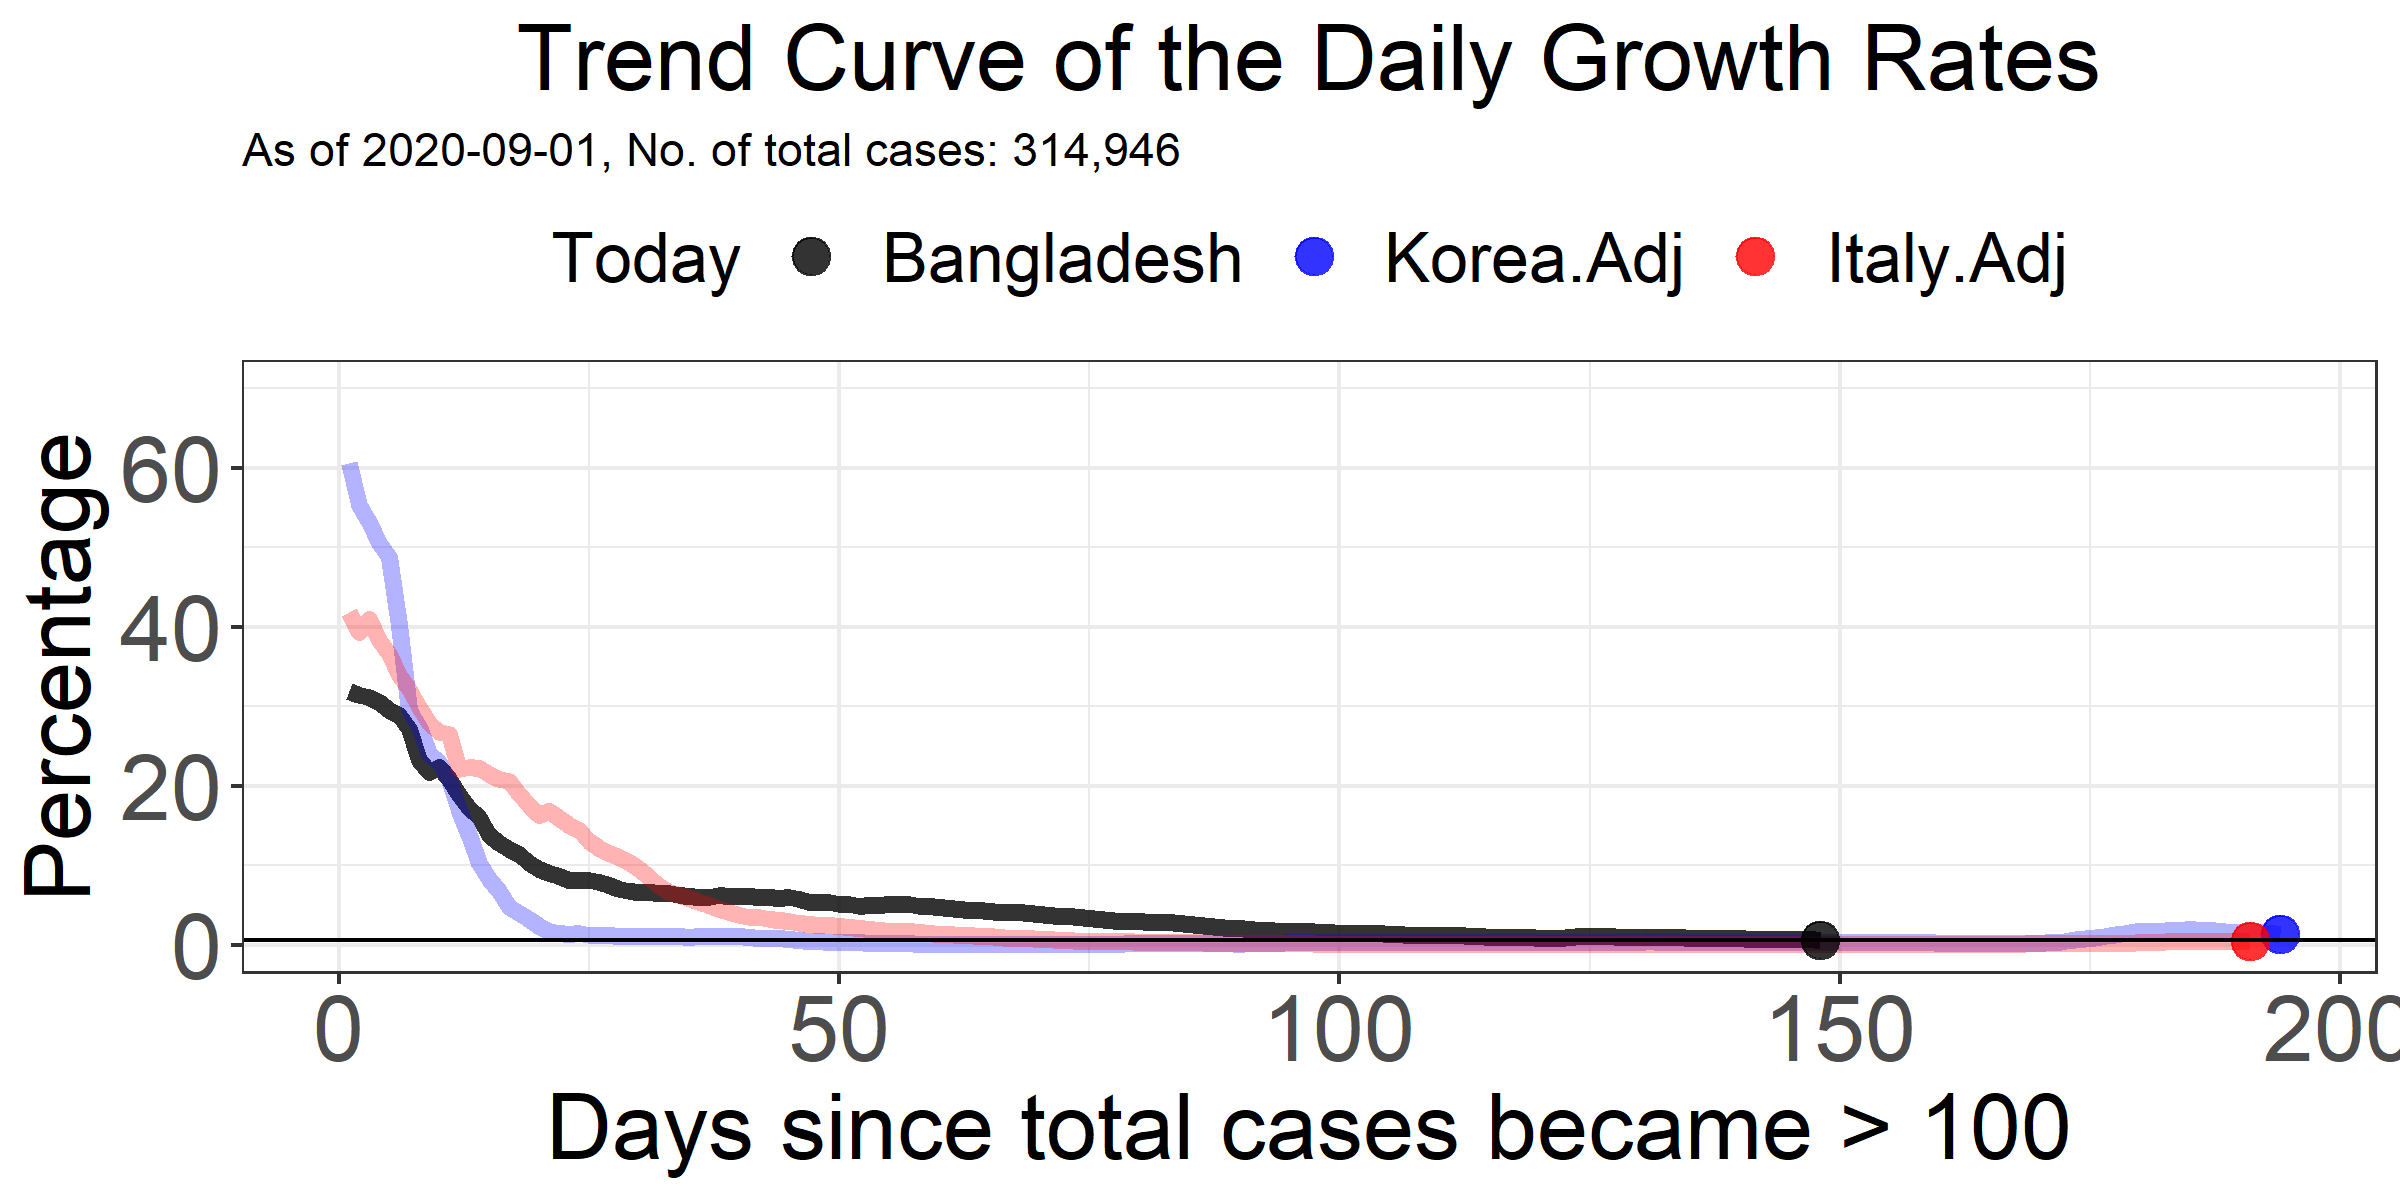 Trend Curve of the Daily Growth Rates
As of 2020-09-01, No. of total cases: 314,946
Today Bangladesh Korea.Adj Italy.Adj
Percentage
60
40
20
0
0 50 100 150 200
Days since total cases became > 100